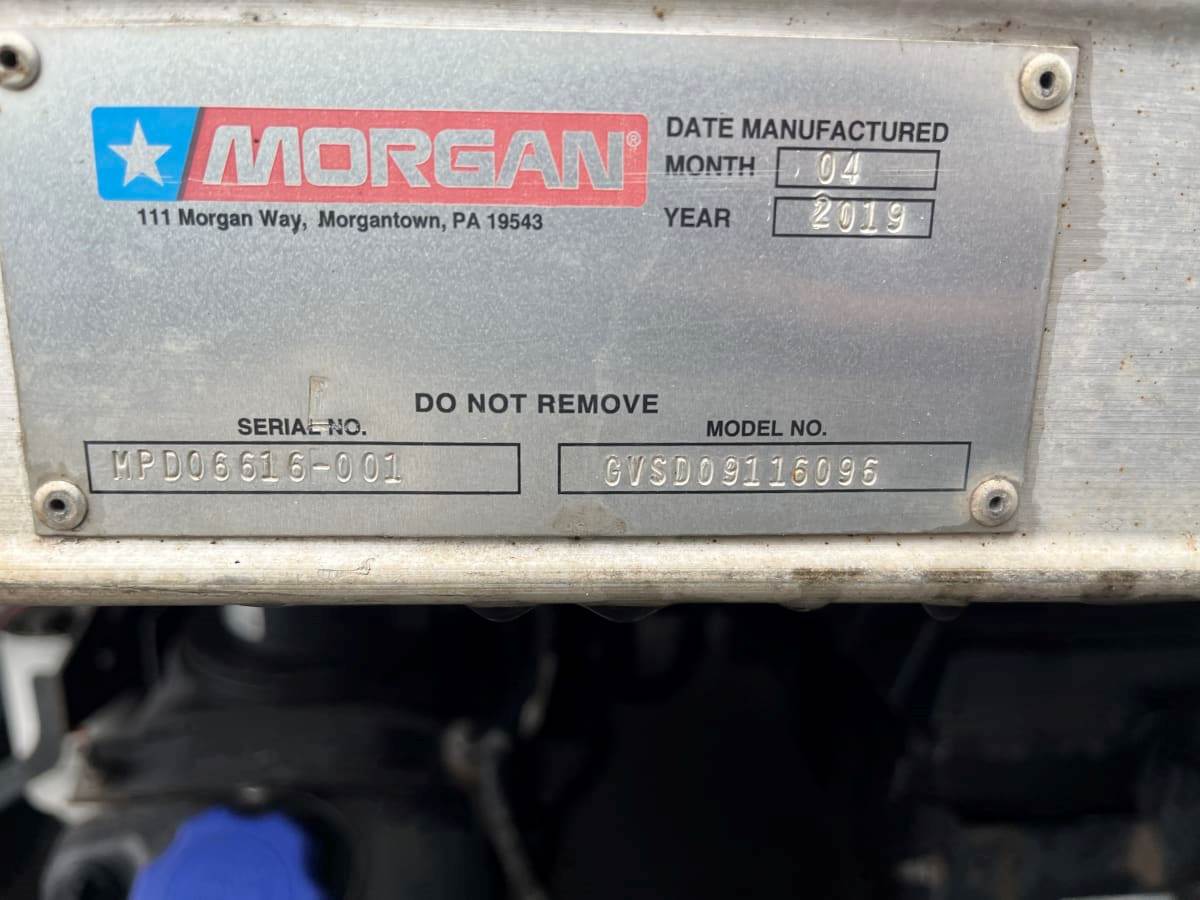 MORGAN®
111 Morgan Way, Morgantown, PA 19543
DATE MANUFACTURED
MONTH 04
YEAR 2019
DO NOT REMOVE
SERIAL NO.
MPD06616-001
MODEL NO.
GVSD09116096